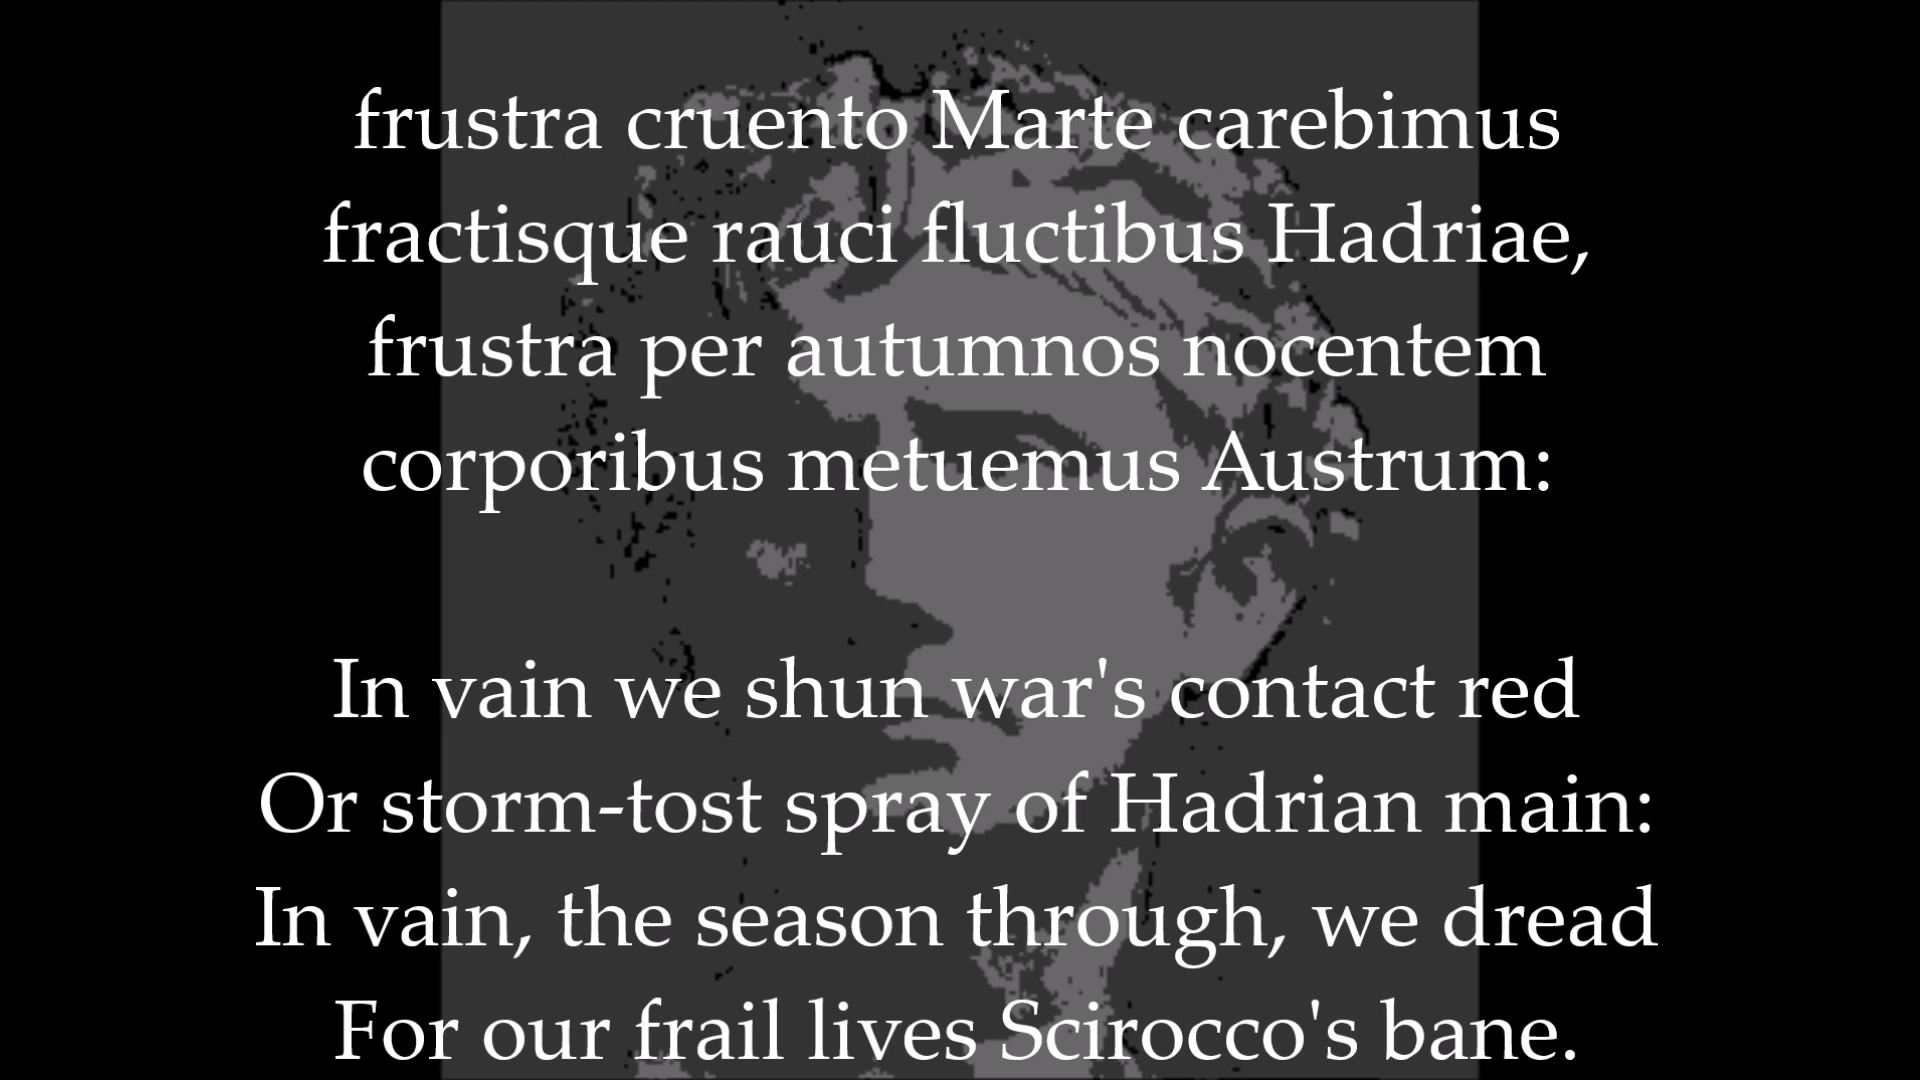 frustra cruento Marte carebimus
fractisque rauci fluctibus Hadriae,
frustra per autumnos nocentem
corporibus metuemus Austrum:
In vain we shun war's contact red
Or storm-tost spray of Hadrian main:
In vain, the season through, we dread
For our frail lives Scirocco's bane.